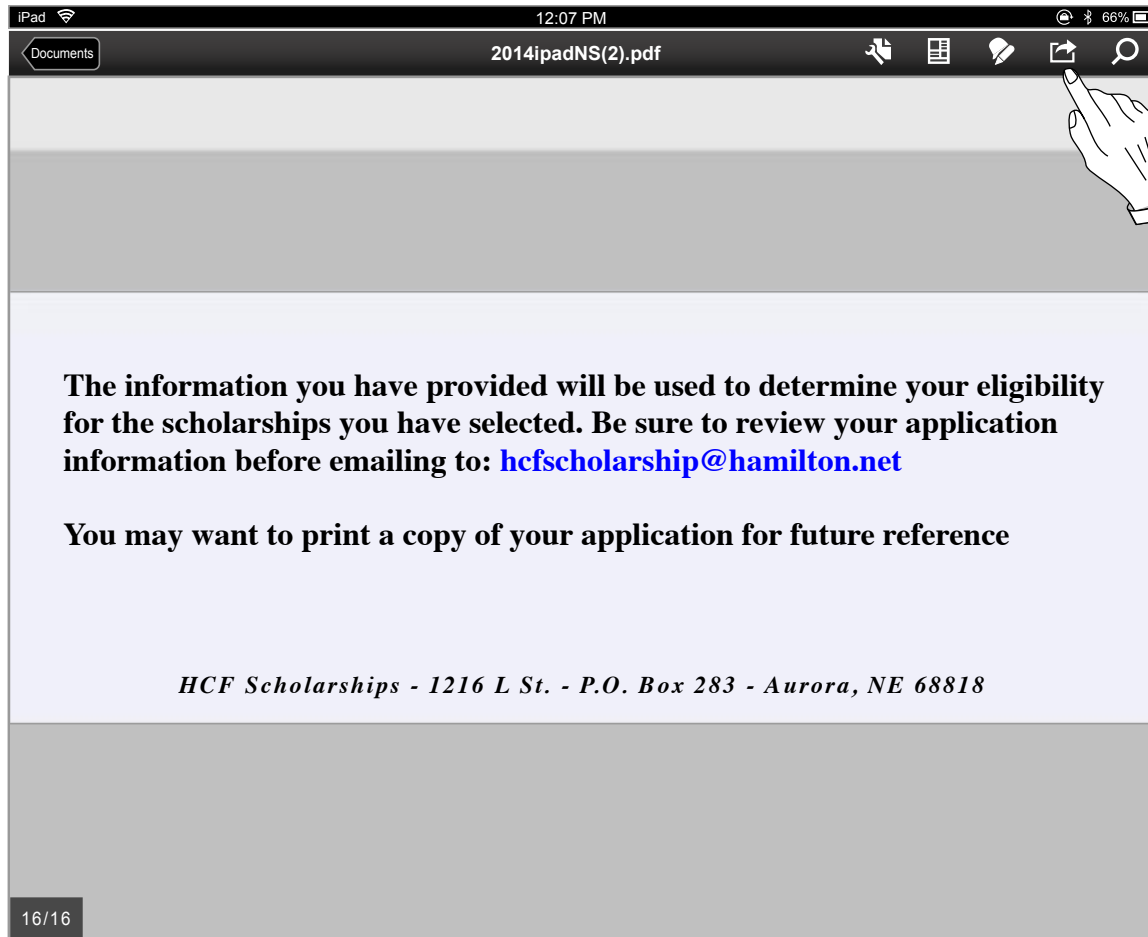 iPad 12:07 PM 66%
Documents 2014ipadNS(2).pdf
The information you have provided will be used to determine your eligibility
for the scholarships you have selected. Be sure to review your application
information before emailing to: hcfscholarship@hamilton.net
You may want to print a copy of your application for future reference
HCF Scholarships - 1216 L St. - P.O. Box 283 - Aurora, NE 68818
16/16